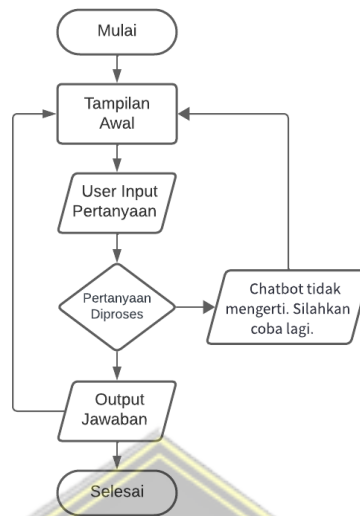 Mulai
Tampilan
Awal
User Input
Pertanyaan
Pertanyaan
Diproses
Chatbot tidak
mengerti. Silahkan
coba lagi.
Output
Jawaban
Selesai